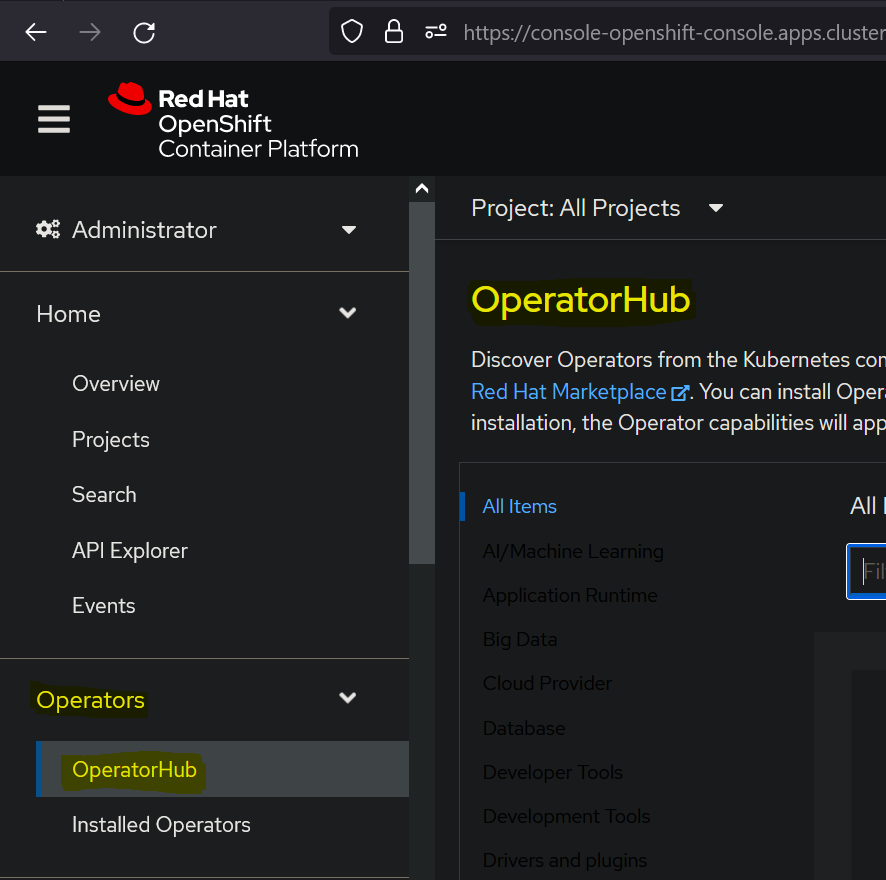 https://console-openshift-console.apps.cluster
Red Hat
OpenShift
Container Platform
Administrator
Home
Overview
Projects
Search
API Explorer
Events
Operators
OperatorHub
Installed Operators
Project: All Projects
OperatorHub
Discover Operators from the Kubernetes con
Red Hat Marketplace. You can install Oper
installation, the Operator capabilities will app
All Items
AI/Machine Learning
Application Runtime
Big Data
Cloud Provider
Database
Developer Tools
Development Tools
Drivers and plugins
All
Fil